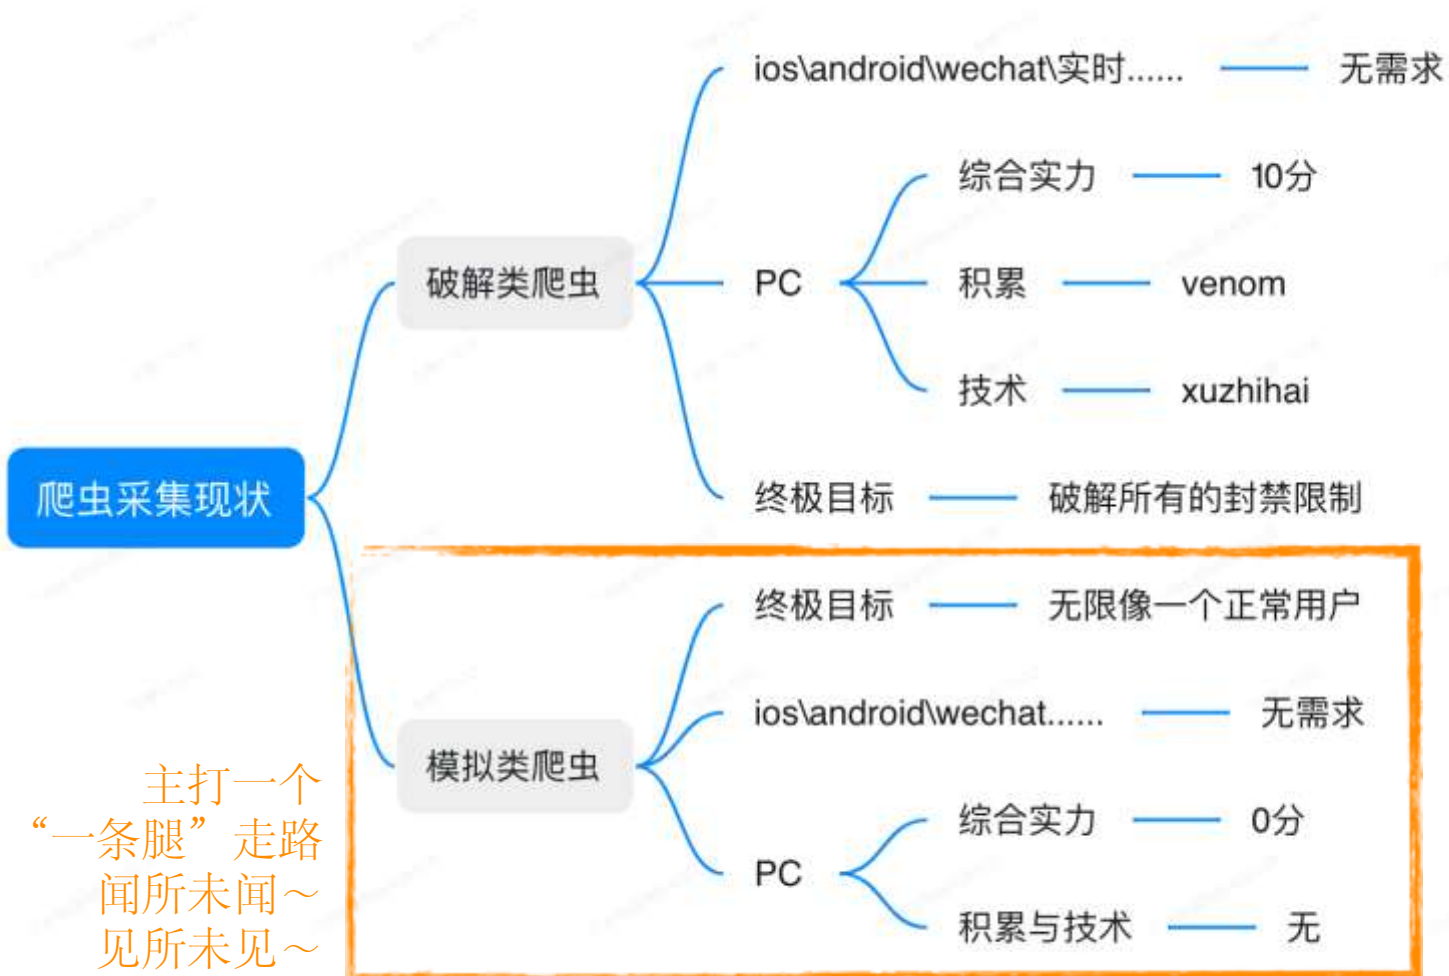 爬虫采集现状
破解类爬虫
ios\android\wechat\实时...... 无需求
PC
综合实力 10分
积累 venom
技术 xuzhihai
终极目标 破解所有的封禁限制
模拟类爬虫
终极目标 无限像一个正常用户
ios\android\wechat...... 无需求
PC
综合实力 0分
积累与技术 无
主打一个
“一条腿”走路
闻所未闻～
见所未见～